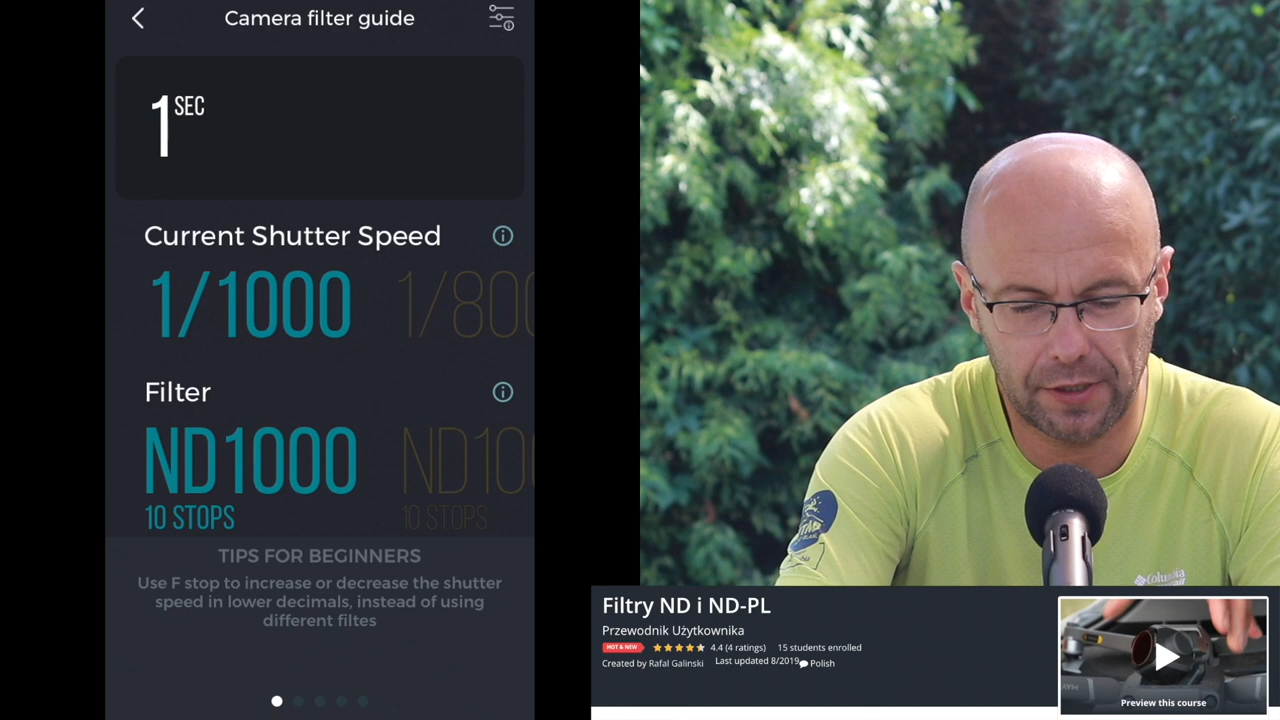 Camera filter guide
1 SEC
Current Shutter Speed
1/1000 1/800
Filter
ND1000
10 STOPS 10 STOPS
TIPS FOR BEGINNERS
Use F stop to increase or decrease the shutter
speed in lower decimals, instead of using
different filtes
Columbia
Filtry ND i ND-PL
Przewodnik Użytkownika
HOT & NEW 4.4 (4 ratings) 15 students enrolled
Created by Rafal Galinski Last updated 8/2019 Polish
Preview this course